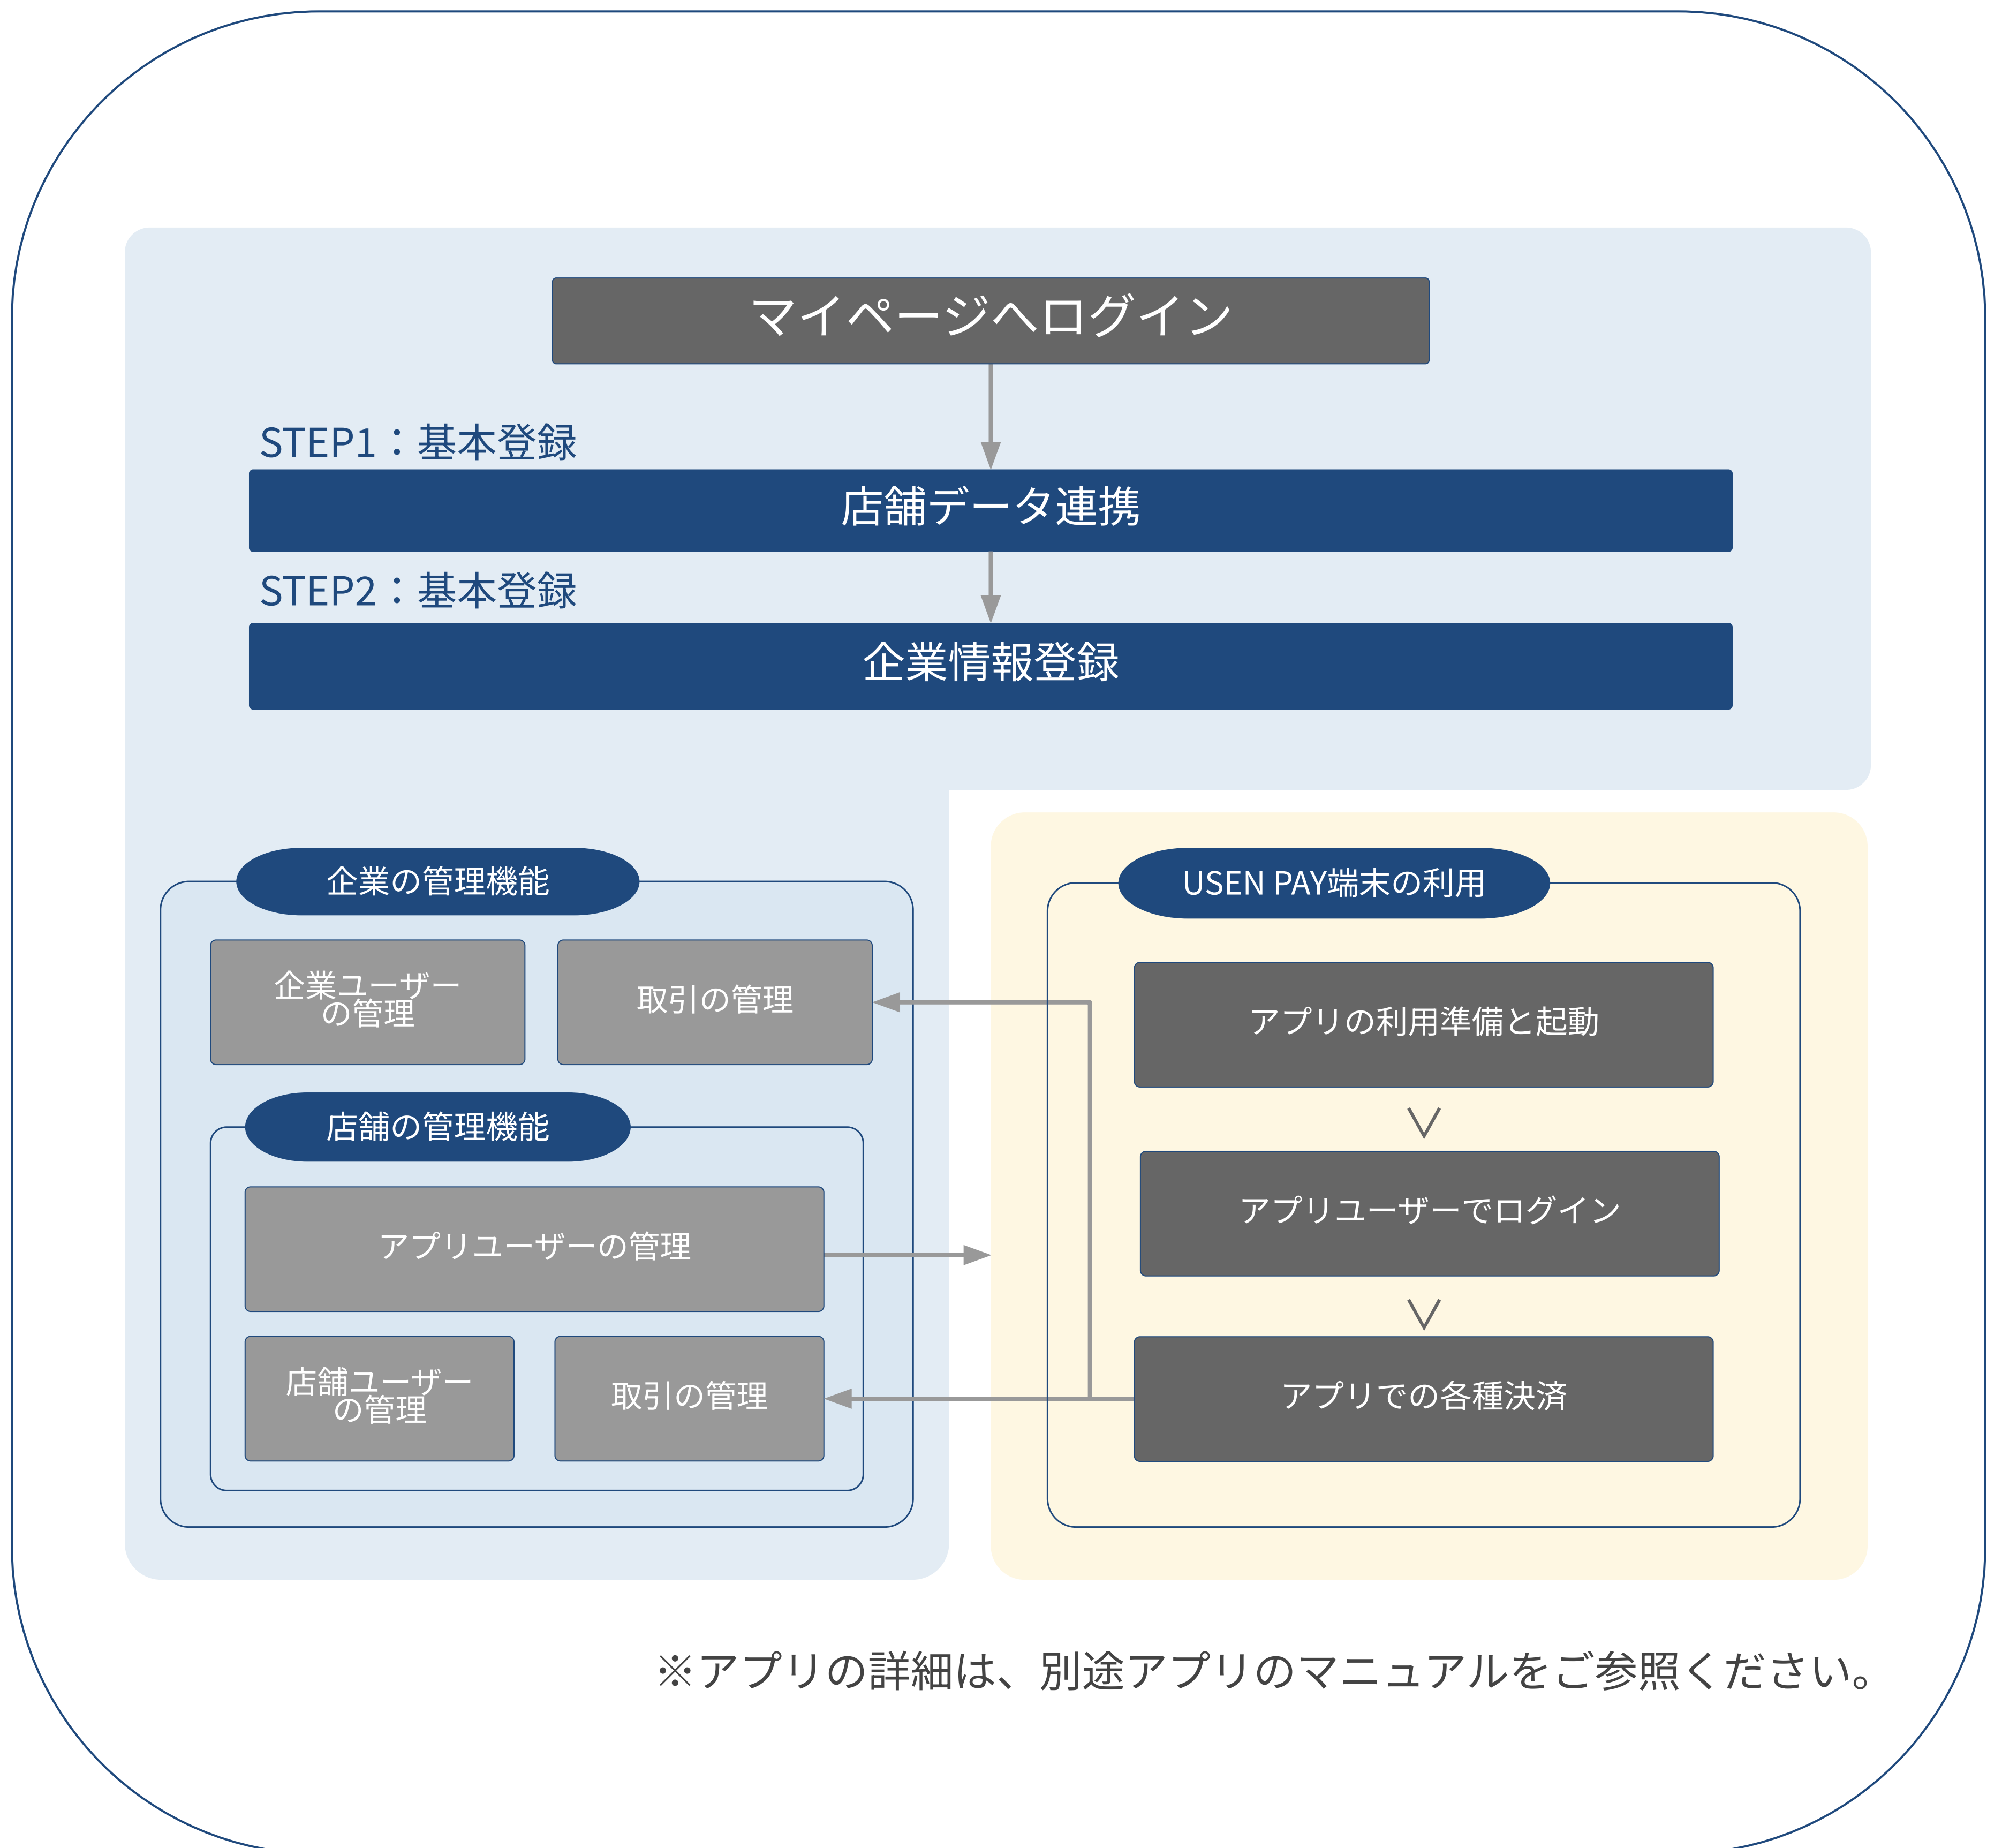 マイページへログイン
STEP1：基本登録
店舗データ連携
STEP2：基本登録
企業情報登録
企業の管理機能
企業ユーザー
の管理
取引の管理
店舗の管理機能
アプリユーザーの管理
店舗ユーザー
の管理
取引の管理
USEN PAY端末の利用
アプリの利用準備と起動
アプリユーザーでログイン
アプリでの各種決済
※アプリの詳細は、別途アプリのマニュアルをご参照ください。